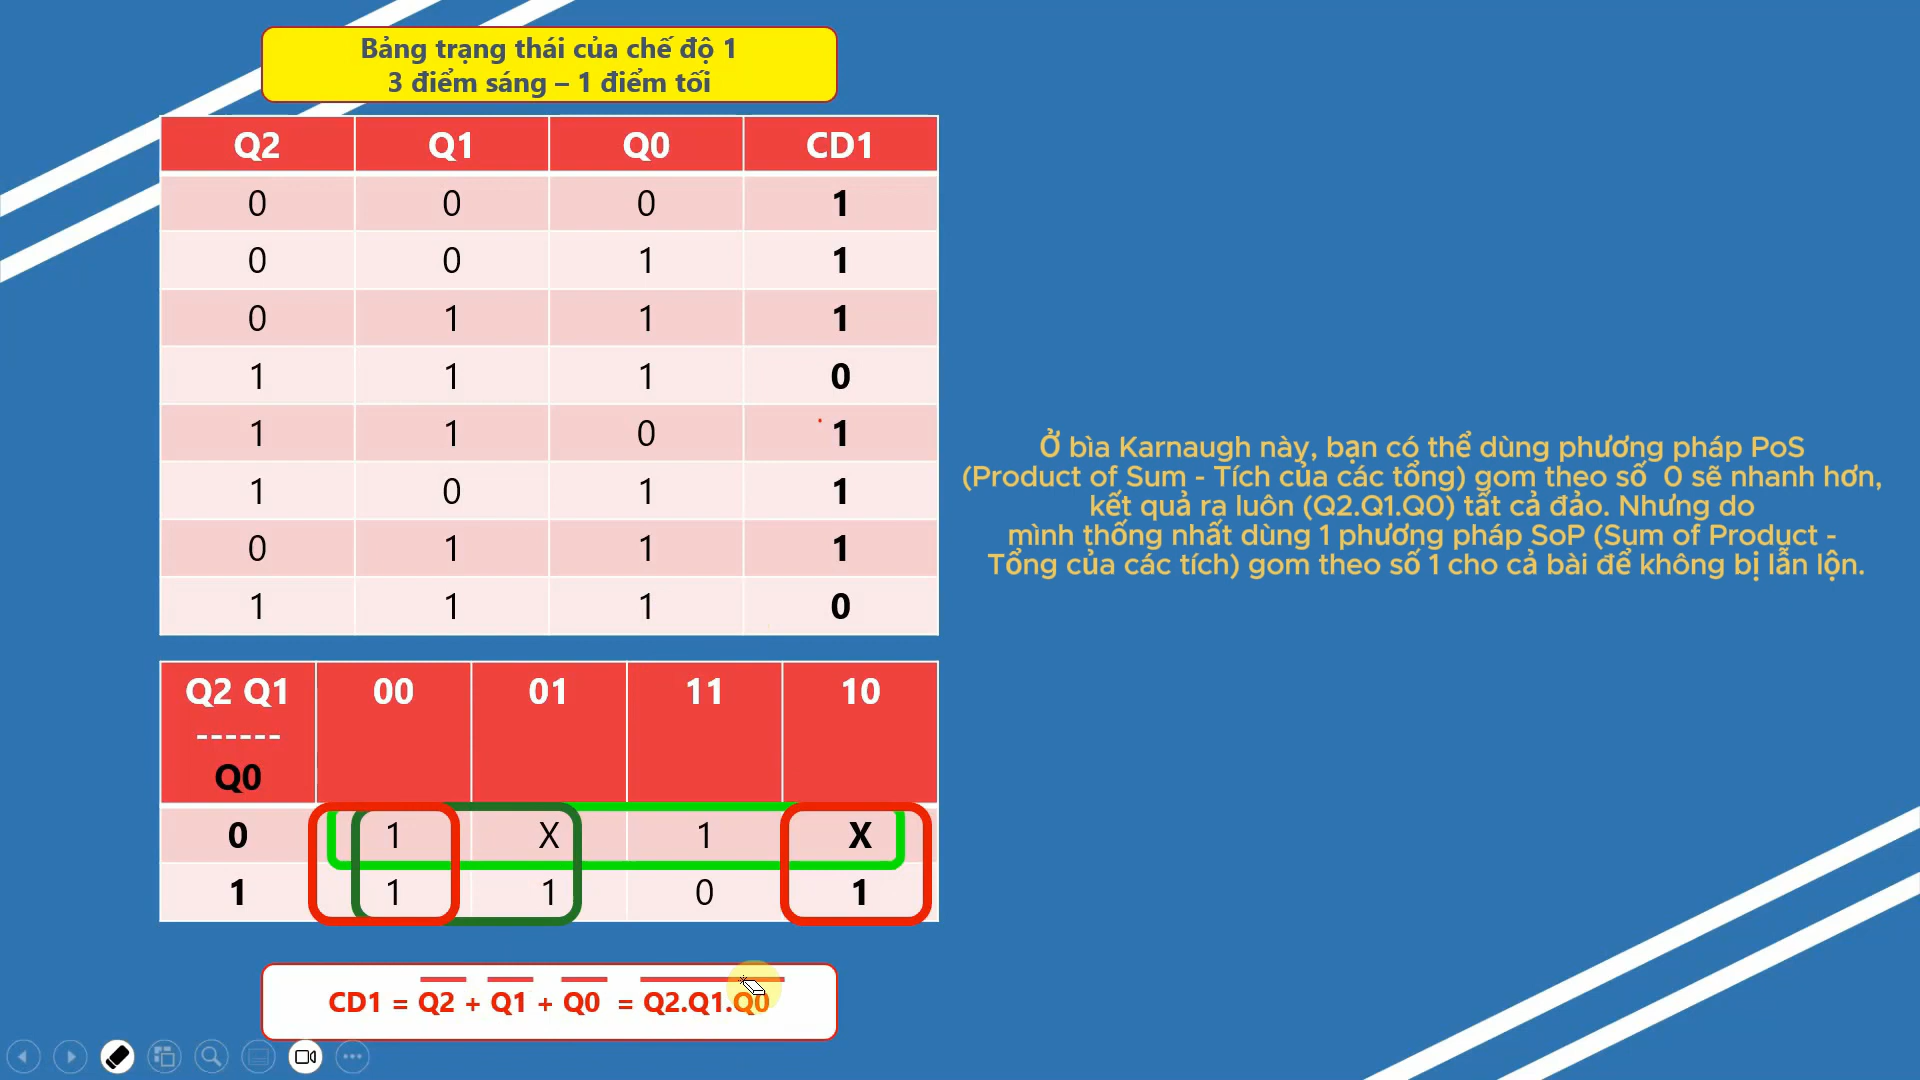 Bảng trạng thái của chế độ 1
3 điểm sáng – 1 điểm tối
Q2 Q1 Q0 CD1
0 0 0 1
0 0 1 1
0 1 1 1
1 1 1 0
1 1 0 1
1 0 1 1
0 1 1 1
1 1 1 0
Ở bìa Karnaugh này, bạn có thể dùng phương pháp PoS
(Product of Sum - Tích của các tổng) gom theo số 0 sẽ nhanh hơn,
kết quả ra luôn (Q2.Q1.Q0) tất cả đảo. Nhưng do
mình thống nhất dùng 1 phương pháp SoP (Sum of Product -
Tổng của các tích) gom theo số 1 cho cả bài để không bị lẫn lộn.
Q2 Q1 00 01 11 10
------
Q0
0 1 X 1 X
1 1 1 0 1
CD1 = Q̅2̅ + Q̅1̅ + Q̅0̅ = Q̅2̅.̅Q̅1̅.̅Q̅0̅